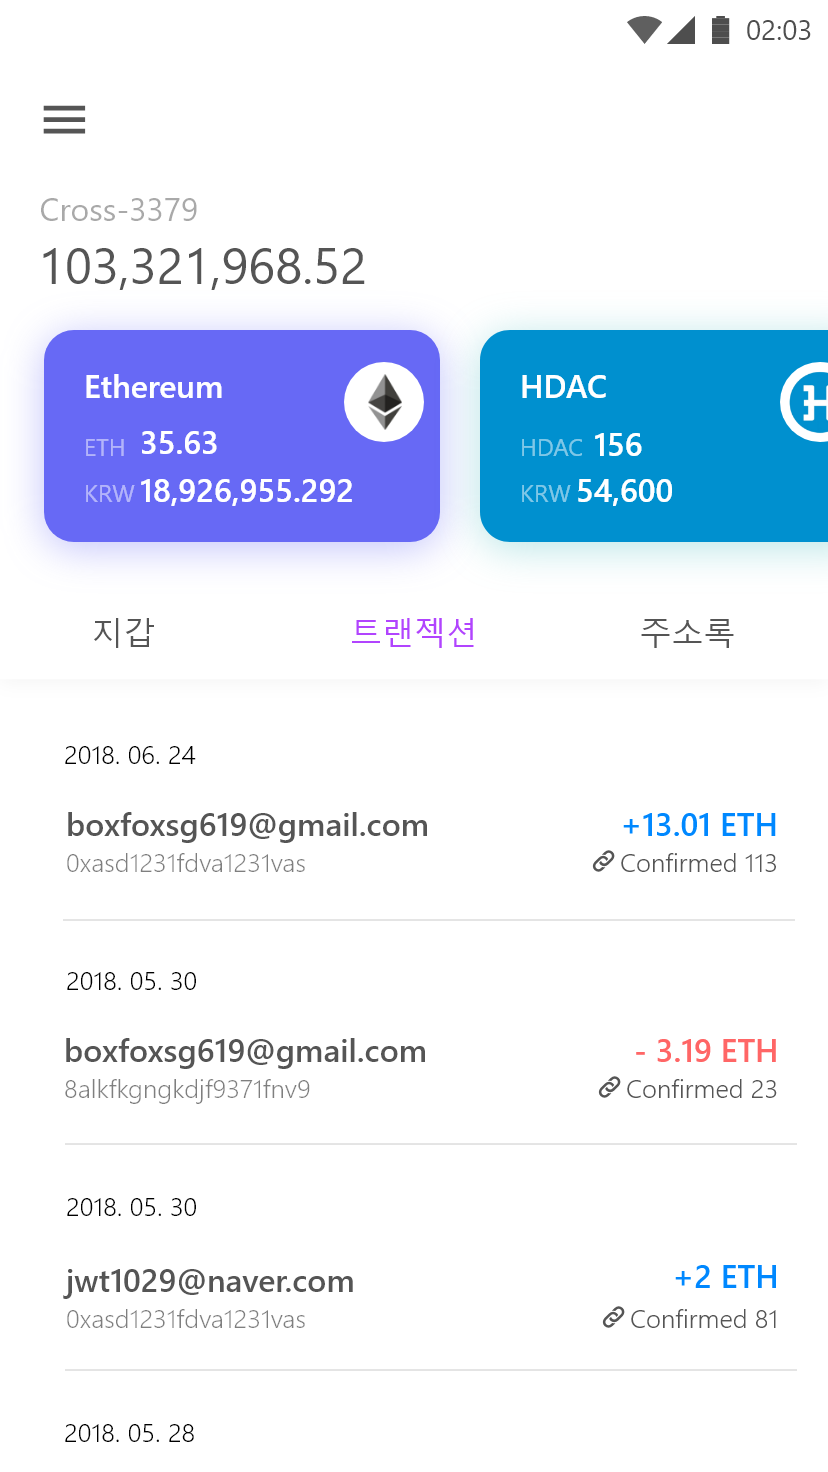 02:03
Cross-3379
103,321,968.52
Ethereum
ETH 35.63
KRW 18,926,955.292
HDAC
HDAC 156
KRW 54,600
지갑 트랜젝션 주소록
2018. 06. 24
boxfoxsg619@gmail.com +13.01 ETH
0xasd1231fdva1231vas Confirmed 113
2018. 05. 30
boxfoxsg619@gmail.com - 3.19 ETH
8alkfkgngkdjf9371fnv9 Confirmed 23
2018. 05. 30
jwt1029@naver.com +2 ETH
0xasd1231fdva1231vas Confirmed 81
2018. 05. 28